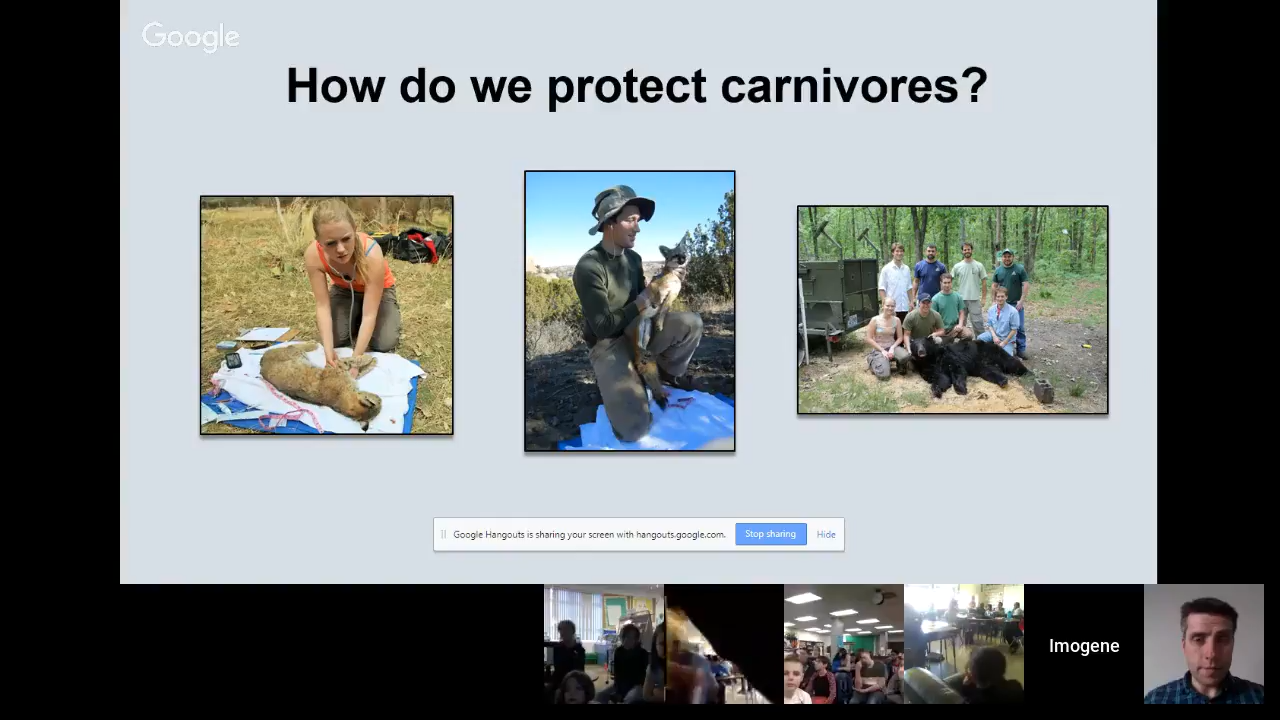 Google
How do we protect carnivores?
Google Hangouts is sharing your screen with hangouts.google.com.
Stop sharing
Hide
Imogene